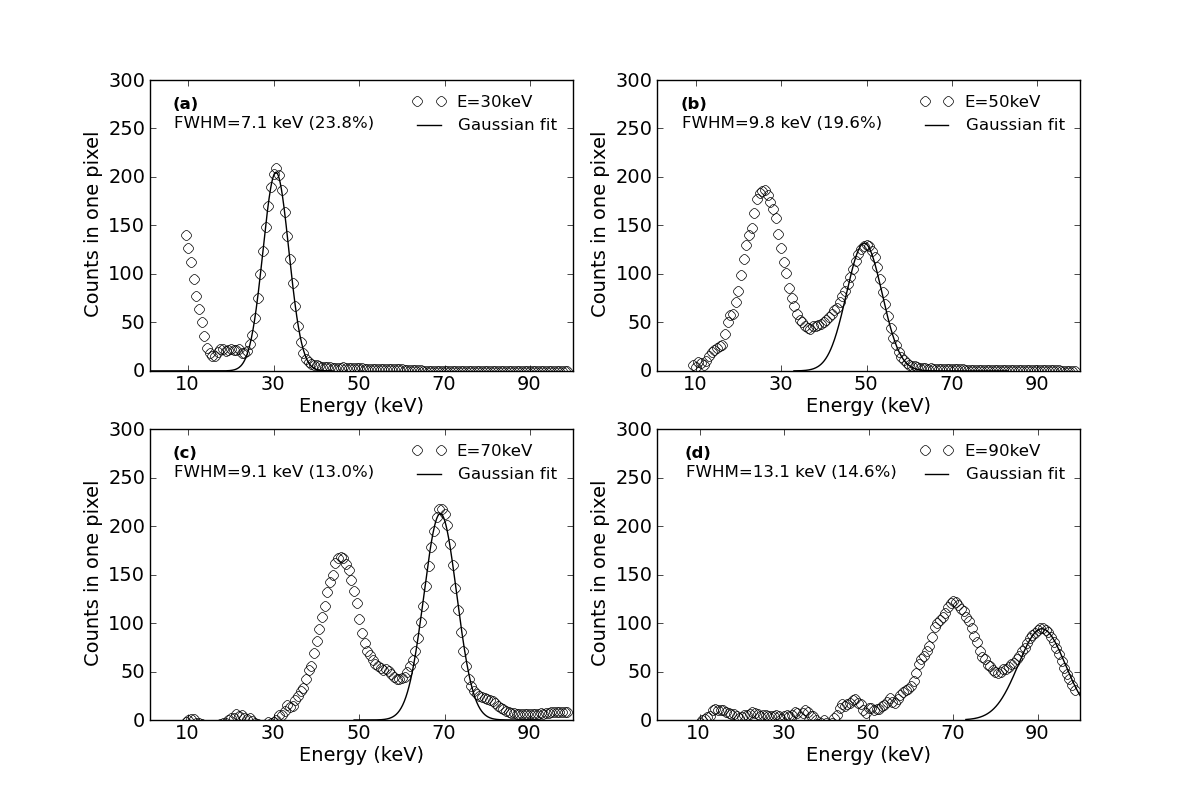 300
250
200
150
100
50
0
Counts in one pixel
(a)
FWHM=7.1 keV (23.8%)
E=30keV
Gaussian fit
10 30 50 70 90
Energy (keV)
300
250
200
150
100
50
0
Counts in one pixel
(b)
FWHM=9.8 keV (19.6%)
E=50keV
Gaussian fit
10 30 50 70 90
Energy (keV)
300
250
200
150
100
50
0
Counts in one pixel
(c)
FWHM=9.1 keV (13.0%)
E=70keV
Gaussian fit
10 30 50 70 90
Energy (keV)
300
250
200
150
100
50
0
Counts in one pixel
(d)
FWHM=13.1 keV (14.6%)
E=90keV
Gaussian fit
10 30 50 70 90
Energy (keV)